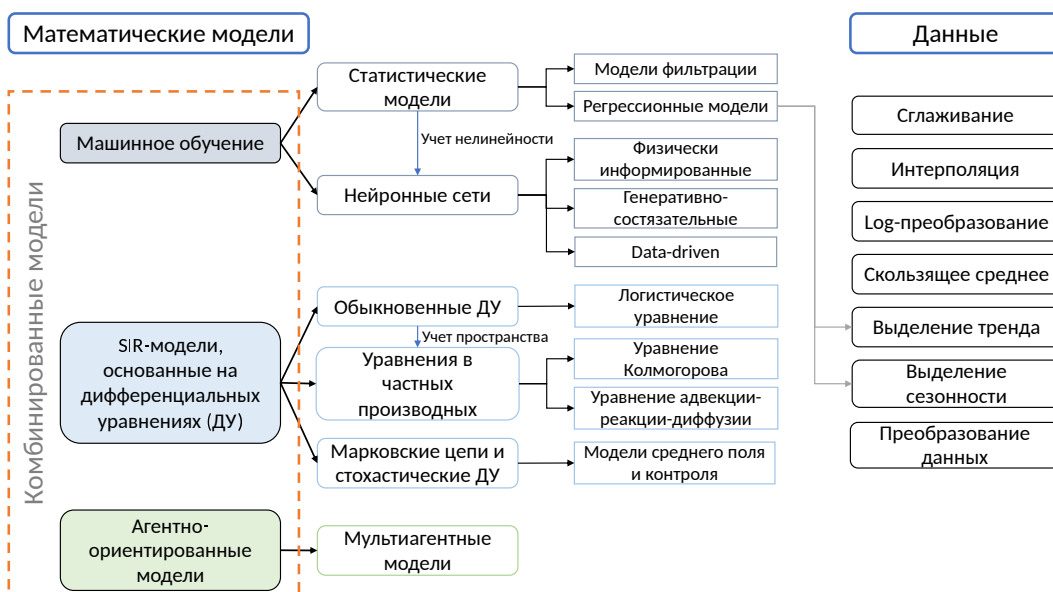 Математические модели
Данные
Комбинированные модели
Машинное обучение
Статистические
модели
Учет нелинейности
Нейронные сети
Модели фильтрации
Регрессионные модели
Физически
информированные
Генеративно-
состязательные
Data-driven
SIR-модели,
основанные на
дифференциальных
уравнениях (ДУ)
Обыкновенные ДУ
Учет пространства
Уравнения в
частных
производных
Марковские цепи и
стохастические ДУ
Логистическое
уравнение
Уравнение
Колмогорова
Уравнение адвекции-
реакции-диффузии
Модели среднего поля
и контроля
Агентно-
ориентированные
модели
Мультиагентные
модели
Сглаживание
Интерполяция
Log-преобразование
Скользящее среднее
Выделение тренда
Выделение
сезонности
Преобразование
данных